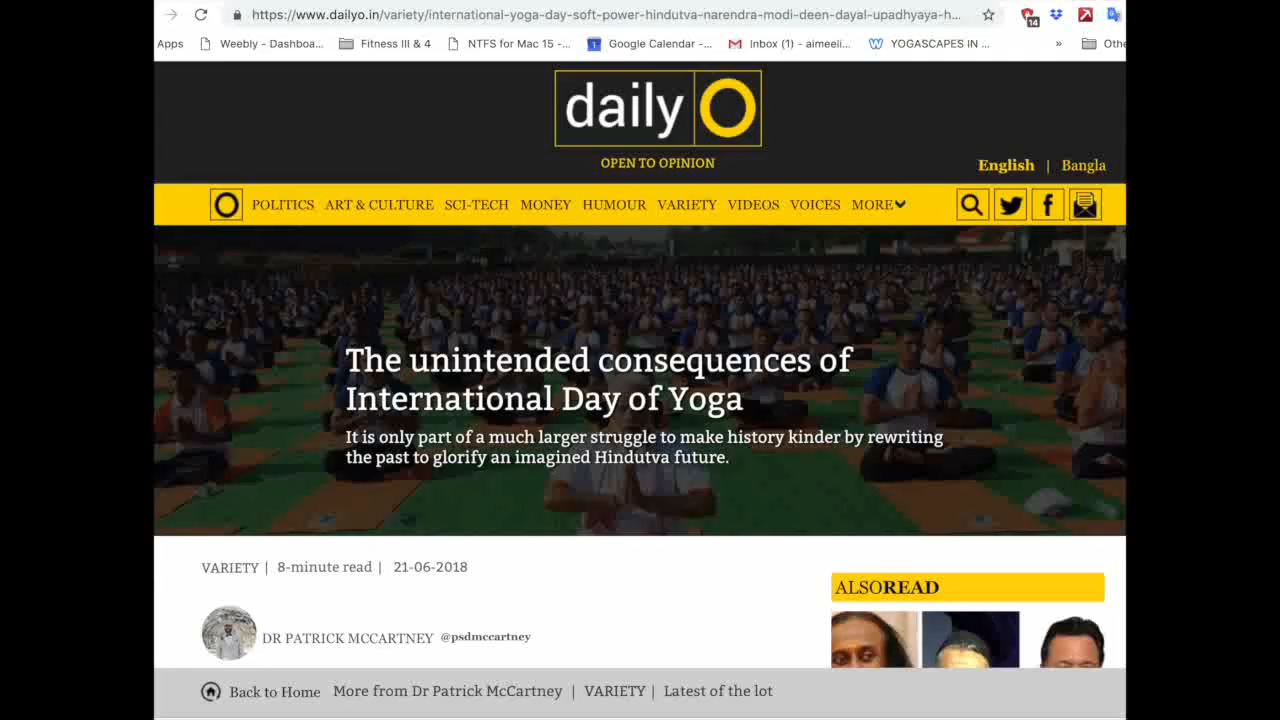 https://www.dailyo.in/variety/international-yoga-day-soft-power-hindutva-narendra-modi-deen-dayal-upadhyaya-h...
14
Apps Weebly - Dashboa... Fitness III & 4 NTFS for Mac 15 -... Google Calendar -... Inbox (1) - aimeeli... YOGASCAPES IN ... » Othe
daily O
OPEN TO OPINION
English | Bangla
O POLITICS ART & CULTURE SCI-TECH MONEY HUMOUR VARIETY VIDEOS VOICES MORE
The unintended consequences of
International Day of Yoga
It is only part of a much larger struggle to make history kinder by rewriting
the past to glorify an imagined Hindutva future.
VARIETY | 8-minute read | 21-06-2018
ALSOREAD
DR PATRICK MCCARTNEY @psdmccartney
Back to Home More from Dr Patrick McCartney | VARIETY | Latest of the lot